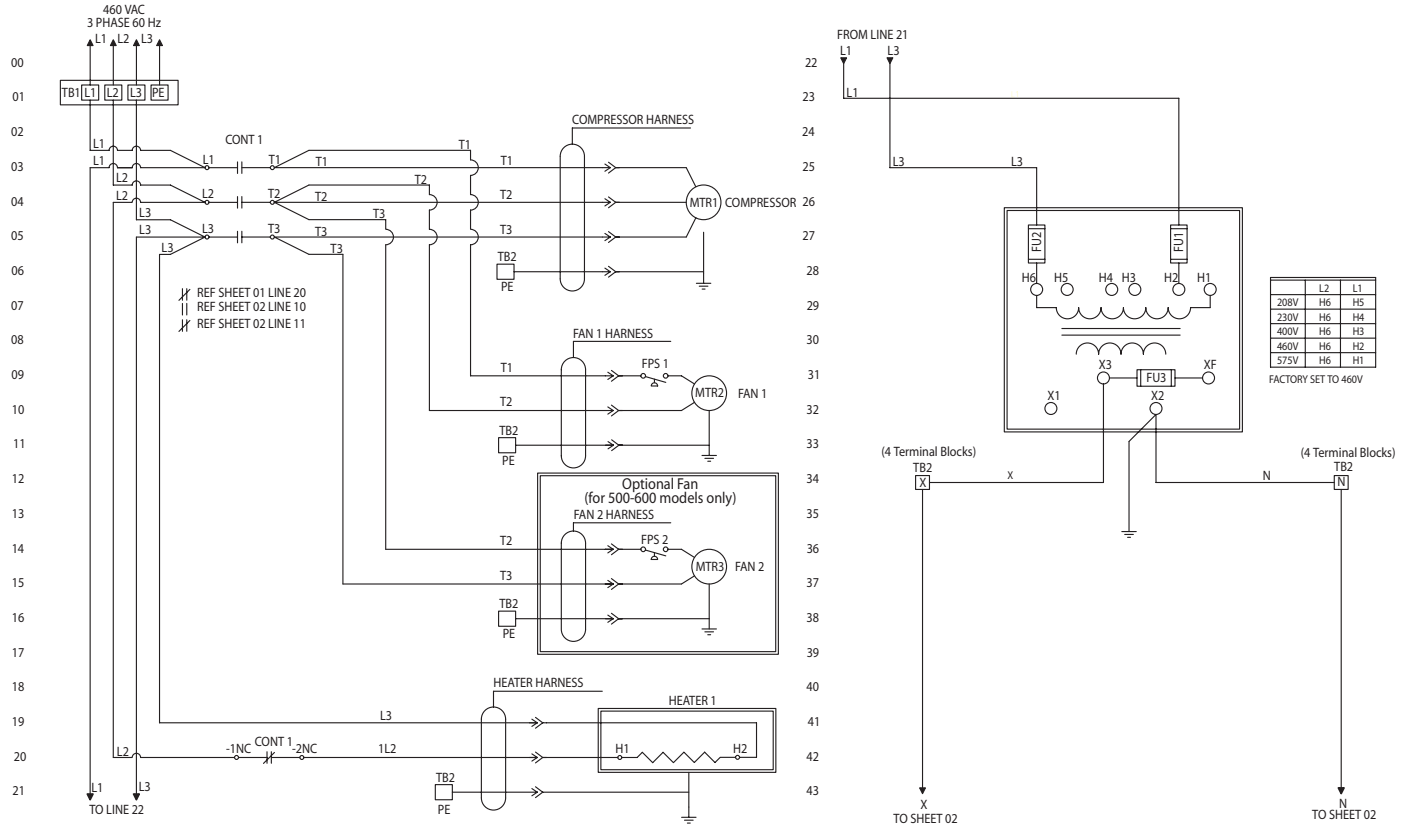 460 VAC
3 PHASE 60 Hz
L1 L2 L3
00
01 TB1 L1 L2 L3 PE
02 COMPRESSOR HARNESS
CONT 1
L1 T1
03 L1 L1 T1 T1 T1
L2 T2
04 L2 L2 T2 T2 T2 MTR1 COMPRESSOR
L3 T3
05 L3 L3 T3 T3 T3
L3 T3
TB2
06
PE
REF SHEET 01 LINE 20
07 REF SHEET 02 LINE 10
REF SHEET 02 LINE 11
08 FAN 1 HARNESS
09 T1 FPS 1
MTR2 FAN 1
10 T2
TB2
11
PE
12 Optional Fan
(for 500-600 models only)
13 FAN 2 HARNESS
14 T2 FPS 2
MTR3 FAN 2
15 T3
TB2
16
PE
17
18 HEATER HARNESS
HEATER 1
19 L3
20 L2 -1NC CONT 1 -2NC 1L2 H1 H2
TB2
21 L1 L3
PE
TO LINE 22
FROM LINE 21
L1 L3
22
23 L1
24
25 L3 L3
26
27 FU2 FU1
28
H6 H5 H4 H3 H2 H1
29
30
31 X3 FU3 XF
32 X1 X2
33
L2 L1
208V H6 H5
230V H6 H4
400V H6 H3
460V H6 H2
575V H6 H1
FACTORY SET TO 460V
(4 Terminal Blocks) (4 Terminal Blocks)
TB2 TB2
34 X X N N
35
36
37
38
39
40
41
42
43
X N
TO SHEET 02 TO SHEET 02